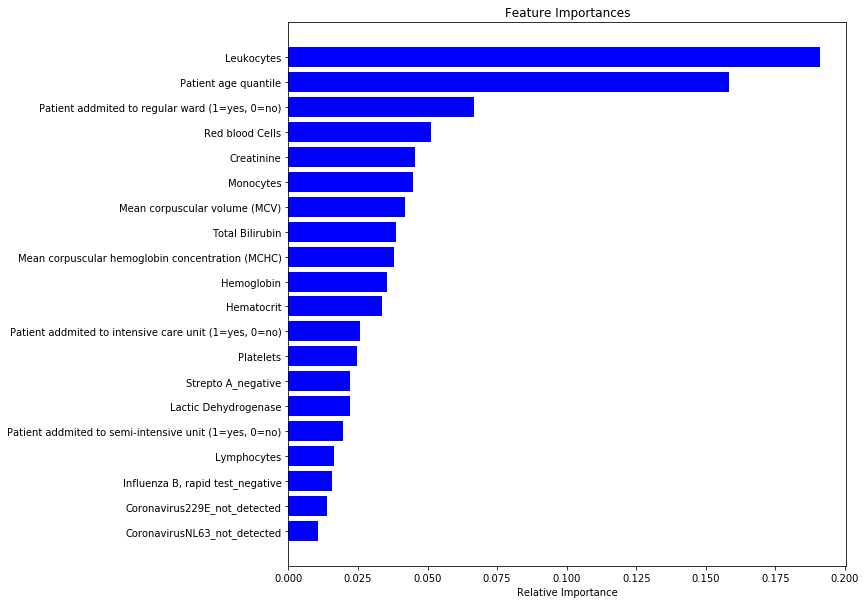 Feature Importances
Leukocytes
Patient age quantile
Patient addmited to regular ward (1=yes, 0=no)
Red blood Cells
Creatinine
Monocytes
Mean corpuscular volume (MCV)
Total Bilirubin
Mean corpuscular hemoglobin concentration (MCHC)
Hemoglobin
Hematocrit
Patient addmited to intensive care unit (1=yes, 0=no)
Platelets
Strepto A_negative
Lactic Dehydrogenase
Patient addmited to semi-intensive unit (1=yes, 0=no)
Lymphocytes
Influenza B, rapid test_negative
Coronavirus229E_not_detected
CoronavirusNL63_not_detected
0.000 0.025 0.050 0.075 0.100 0.125 0.150 0.175 0.200
Relative Importance